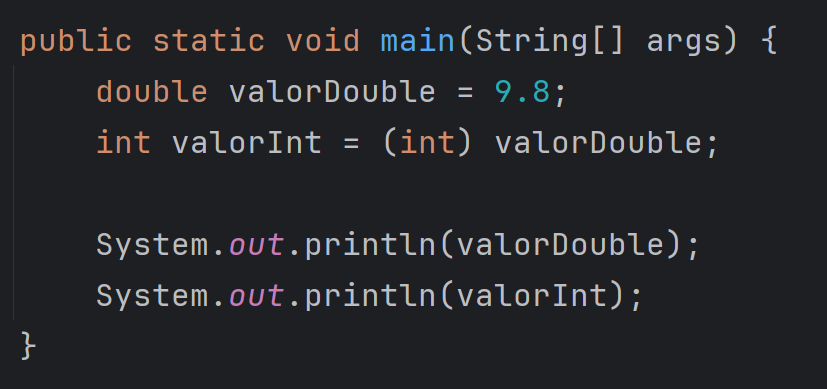 public static void main(String[] args) {
    double valorDouble = 9.8;
    int valorInt = (int) valorDouble;

    System.out.println(valorDouble);
    System.out.println(valorInt);
}